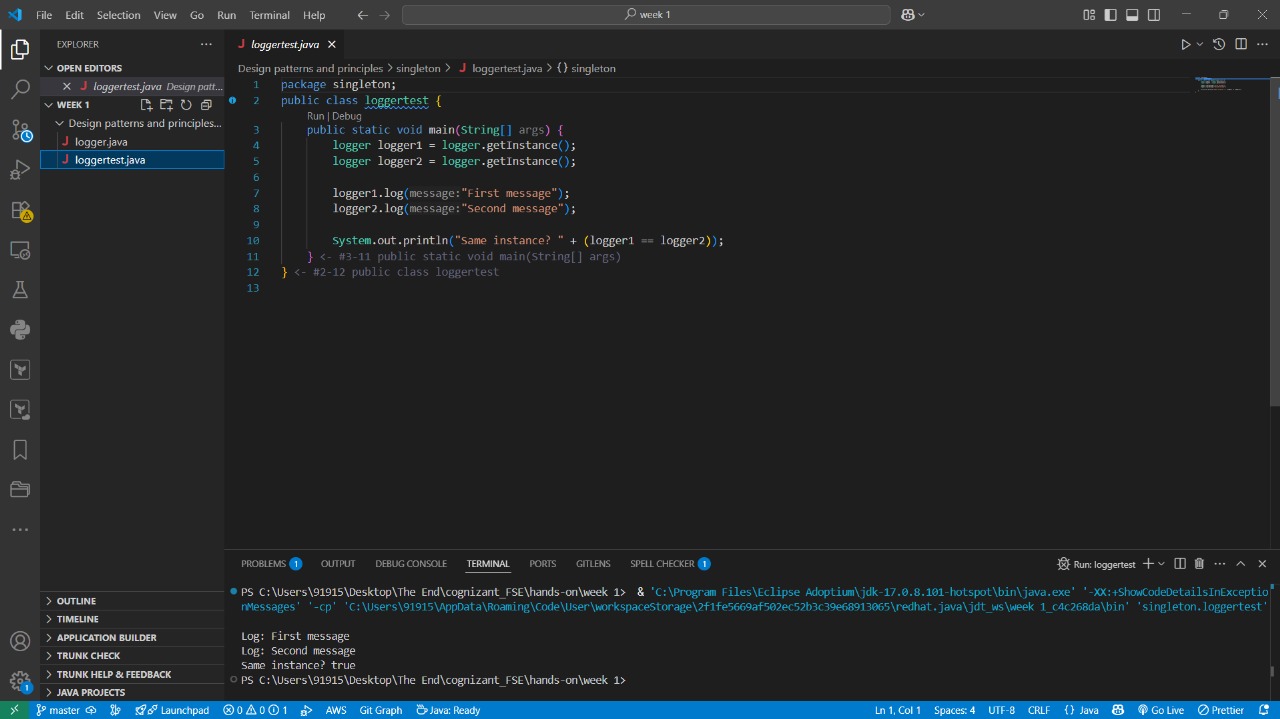 File Edit Selection View Go Run Terminal Help
week 1
EXPLORER
OPEN EDITORS
loggertest.java Design patt...
WEEK 1
Design patterns and principles...
logger.java
loggertest.java
OUTLINE
TIMELINE
APPLICATION BUILDER
TRUNK CHECK
TRUNK HELP & FEEDBACK
JAVA PROJECTS
loggertest.java
Design patterns and principles > singleton > loggertest.java > {} singleton
1 package singleton;
2 public class loggertest {
Run | Debug
3 public static void main(String[] args) {
4 logger logger1 = logger.getInstance();
5 logger logger2 = logger.getInstance();
6
7 logger1.log(message:"First message");
8 logger2.log(message:"Second message");
9
10 System.out.println("Same instance? " + (logger1 == logger2));
11 } <- #3-11 public static void main(String[] args)
12 } <- #2-12 public class loggertest
13
PROBLEMS 1 OUTPUT DEBUG CONSOLE TERMINAL PORTS GITLENS SPELL CHECKER 1
Run: loggertest
PS C:\Users\91915\Desktop\The End\cognizant_FSE\hands-on\week 1> & 'C:\Program Files\Eclipse Adoptium\jdk-17.0.8.101-hotspot\bin\java.exe' '-XX:+ShowCodeDetailsInExceptio
nMessages' '-cp' 'C:\Users\91915\AppData\Roaming\Code\User\workspaceStorage\2f1fe5669af502ec52b3c39e68913065\redhat.java\jdt_ws\week 1_c4c268da\bin' 'singleton.loggertest'
Log: First message
Log: Second message
Same instance? true
PS C:\Users\91915\Desktop\The End\cognizant_FSE\hands-on\week 1>
master Launchpad 0 0 1 AWS Git Graph Java: Ready Ln 1, Col 1 Spaces: 4 UTF-8 CRLF {} Java Go Live Prettier